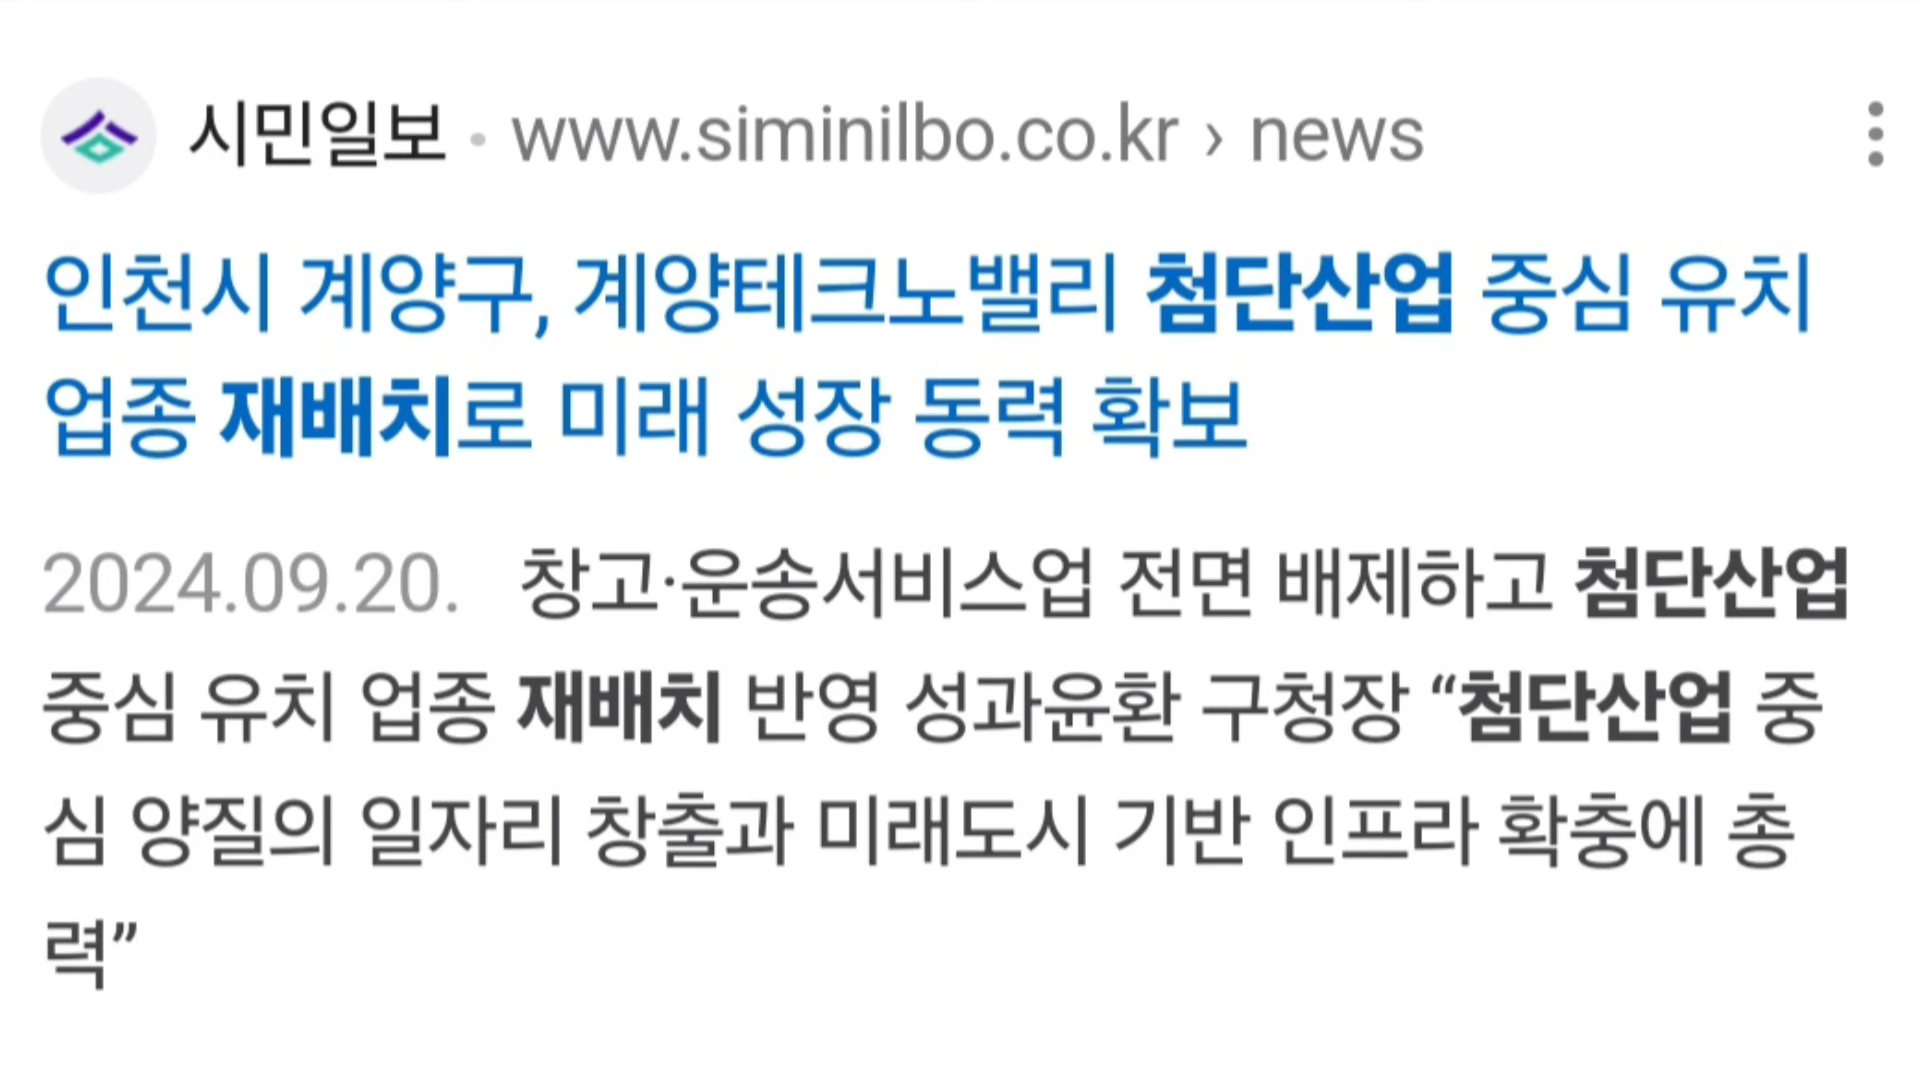 시민일보 · www.siminilbo.co.kr › news
인천시 계양구, 계양테크노밸리 첨단산업 중심 유치
업종 재배치로 미래 성장 동력 확보
2024.09.20. 창고·운송서비스업 전면 배제하고 첨단산업
중심 유치 업종 재배치 반영 성과윤환 구청장 “첨단산업 중
심 양질의 일자리 창출과 미래도시 기반 인프라 확충에 총
력”